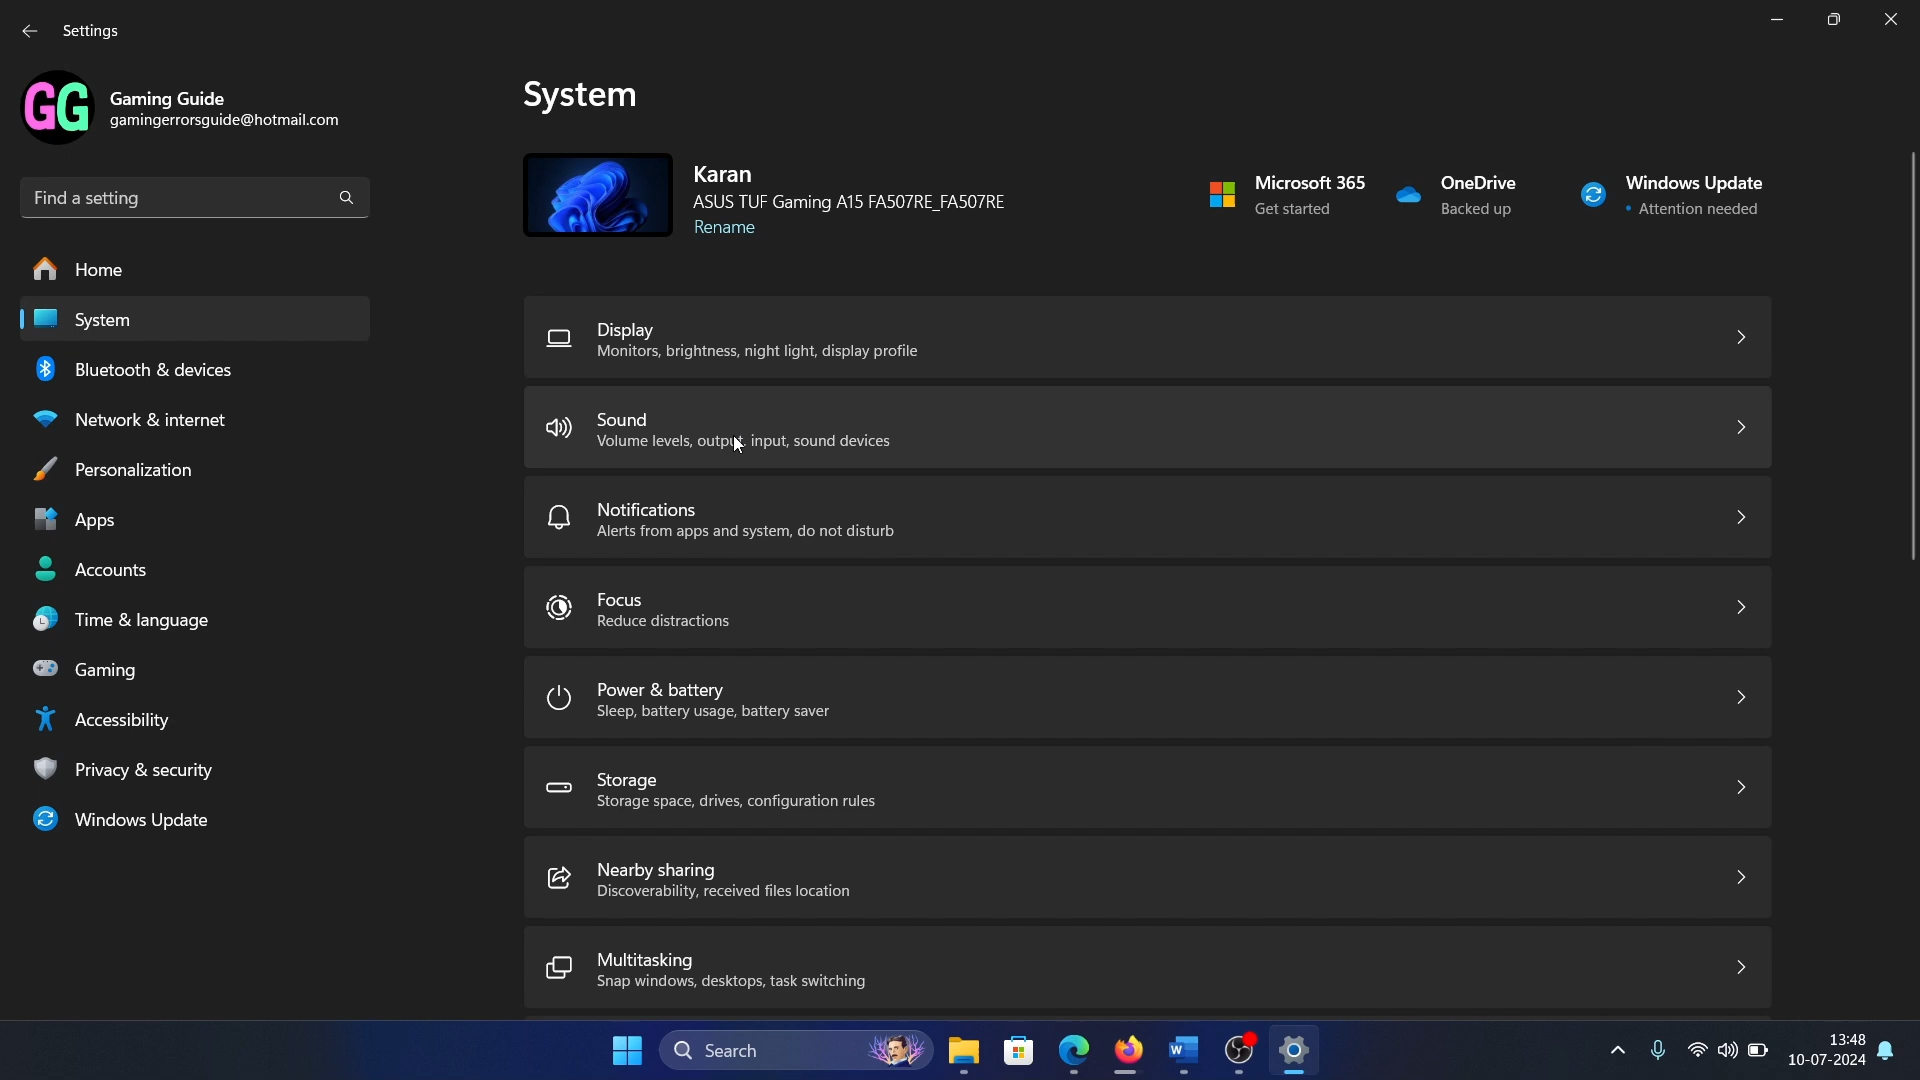 Settings
GG
Gaming Guide
gamingerrorsguide@hotmail.com
Find a setting
Home
System
Bluetooth & devices
Network & internet
Personalization
Apps
Accounts
Time & language
Gaming
Accessibility
Privacy & security
Windows Update
System
Karan
ASUS TUF Gaming A15 FA507RE_FA507RE
Rename
Microsoft 365
Get started
OneDrive
Backed up
Windows Update
• Attention needed
Display
Monitors, brightness, night light, display profile
Sound
Volume levels, output, input, sound devices
Notifications
Alerts from apps and system, do not disturb
Focus
Reduce distractions
Power & battery
Sleep, battery usage, battery saver
Storage
Storage space, drives, configuration rules
Nearby sharing
Discoverability, received files location
Multitasking
Snap windows, desktops, task switching
Search
W
13:48
10-07-2024